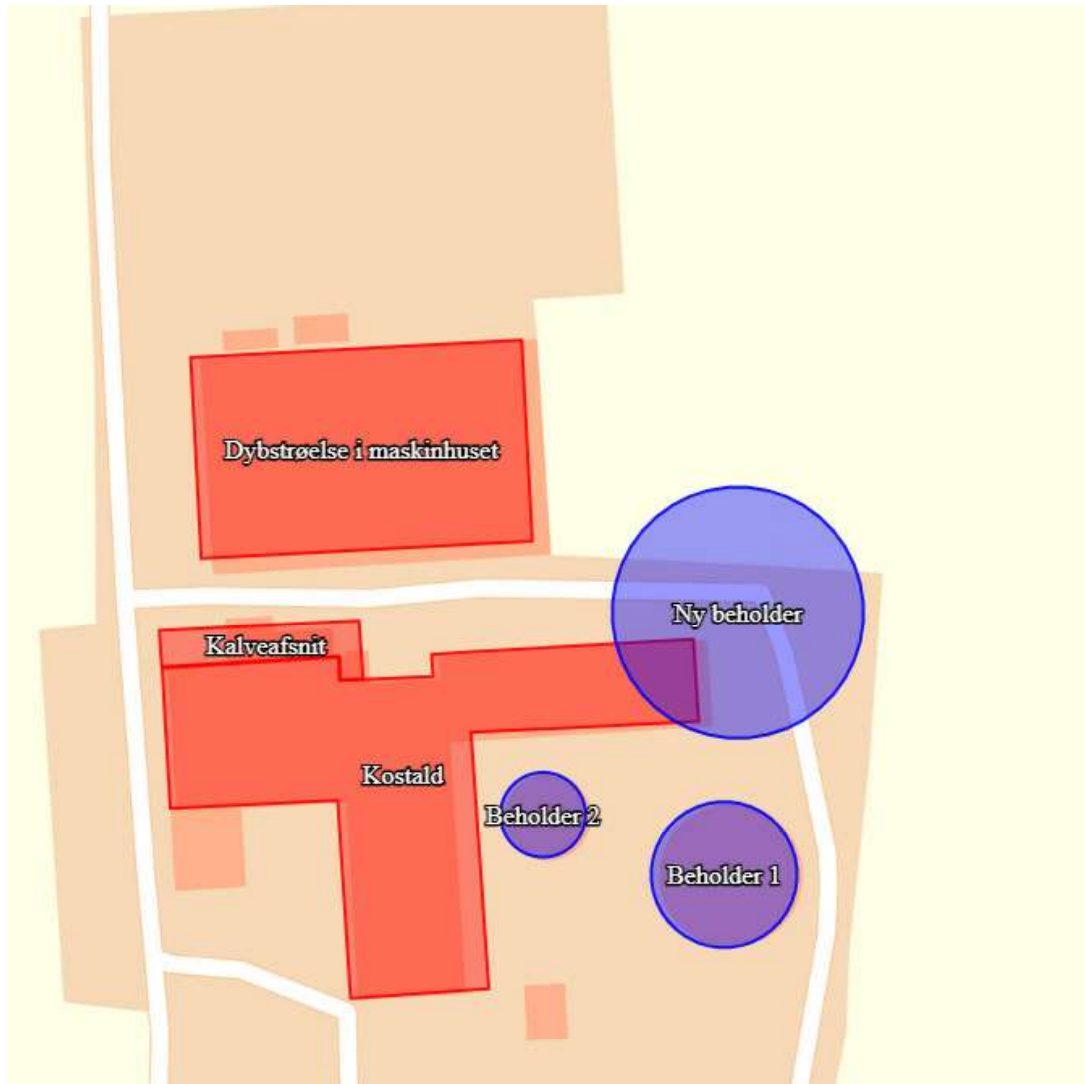 Dybstrøelse i maskinhuset
Ny beholder
Kalveafsnit
Kostald
Beholder 2
Beholder 1